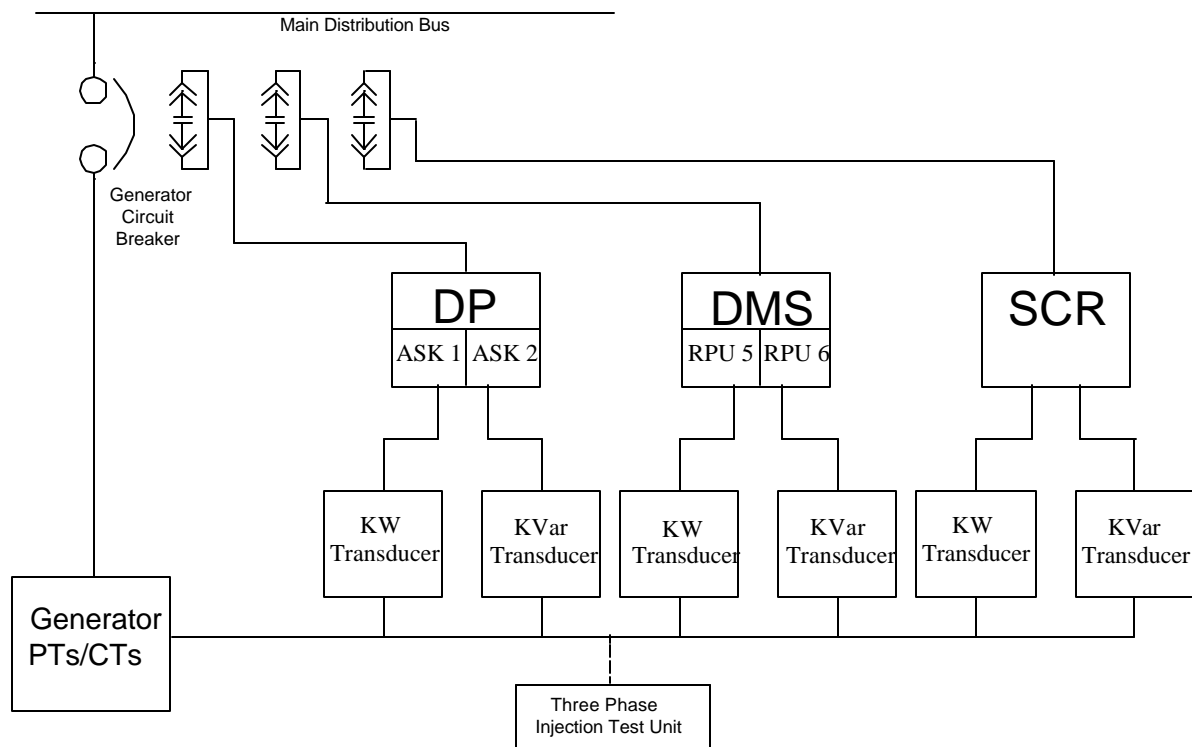 Main Distribution Bus
Generator
Circuit
Breaker
DP
ASK 1
ASK 2
DMS
RPU 5
RPU 6
SCR
KW
Transducer
KVar
Transducer
KW
Transducer
KVar
Transducer
KW
Transducer
KVar
Transducer
Generator
PTs/CTs
Three Phase
Injection Test Unit